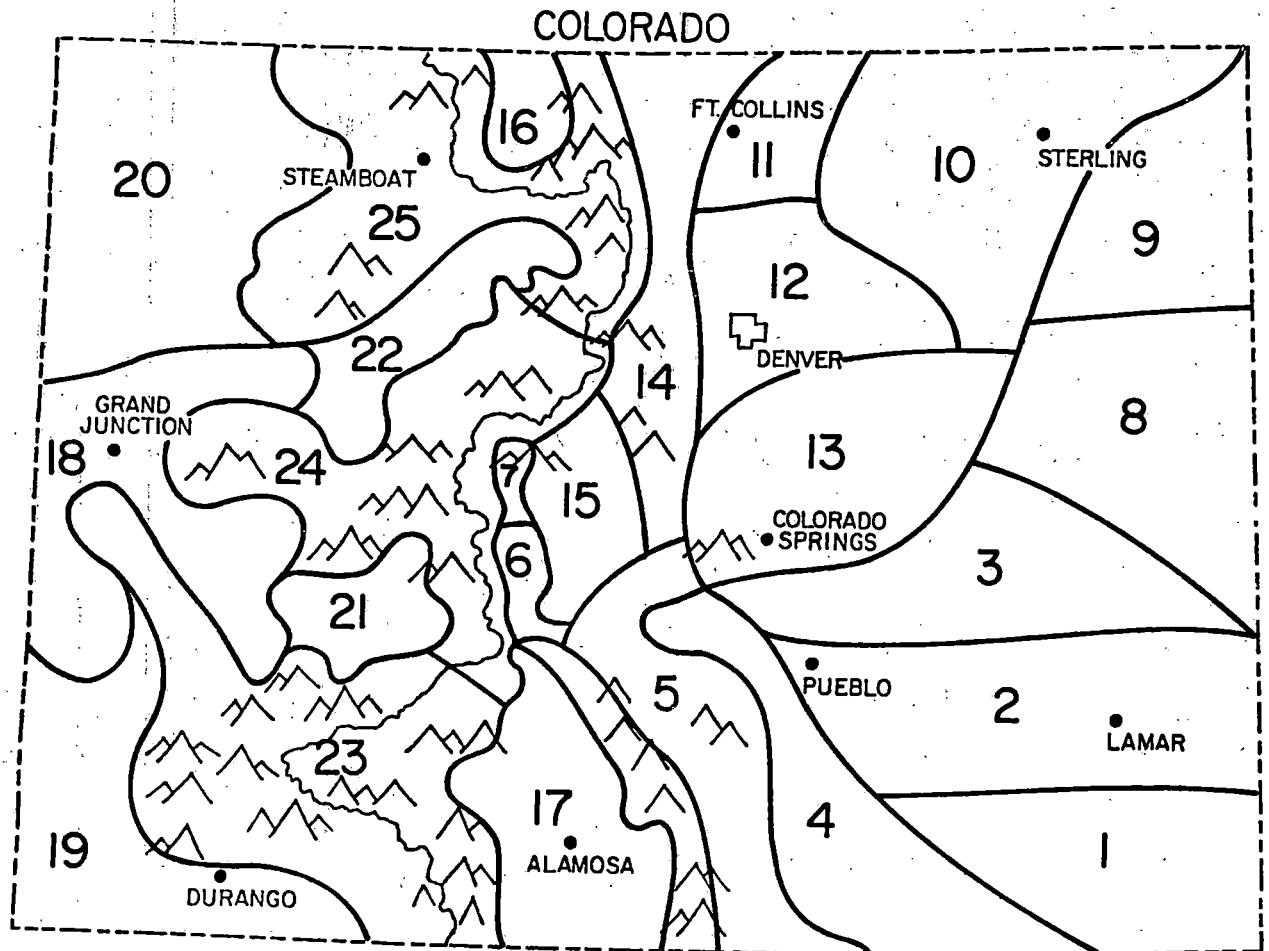 COLORADO
16
FT. COLLINS
11
10
STERLING
20
STEAMBOAT
25
9
12
22
DENVER
14
8
GRAND
JUNCTION
18
24
7
15
13
COLORADO
SPRINGS
6
3
21
5
PUEBLO
2
LAMAR
23
17
4
1
19
ALAMOSA
DURANGO